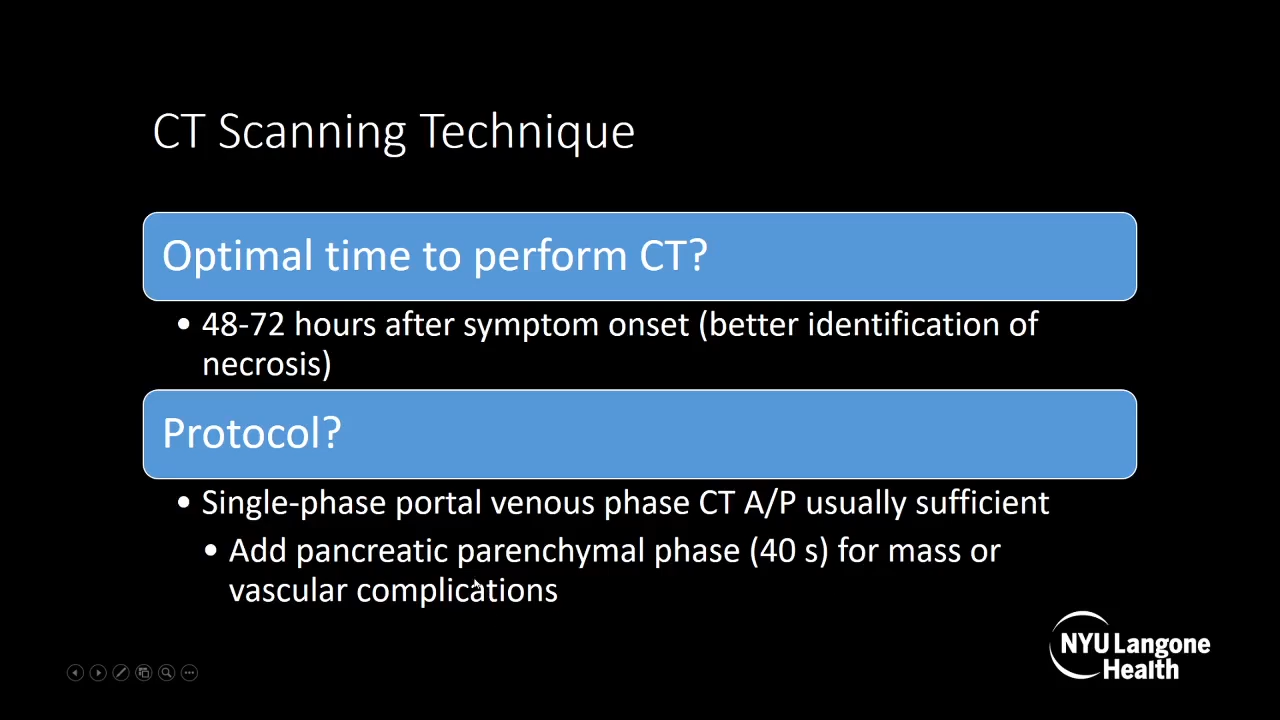 CT Scanning Technique
Optimal time to perform CT?
• 48-72 hours after symptom onset (better identification of
necrosis)
Protocol?
• Single-phase portal venous phase CT A/P usually sufficient
• Add pancreatic parenchymal phase (40 s) for mass or
vascular complications
NYU Langone
Health